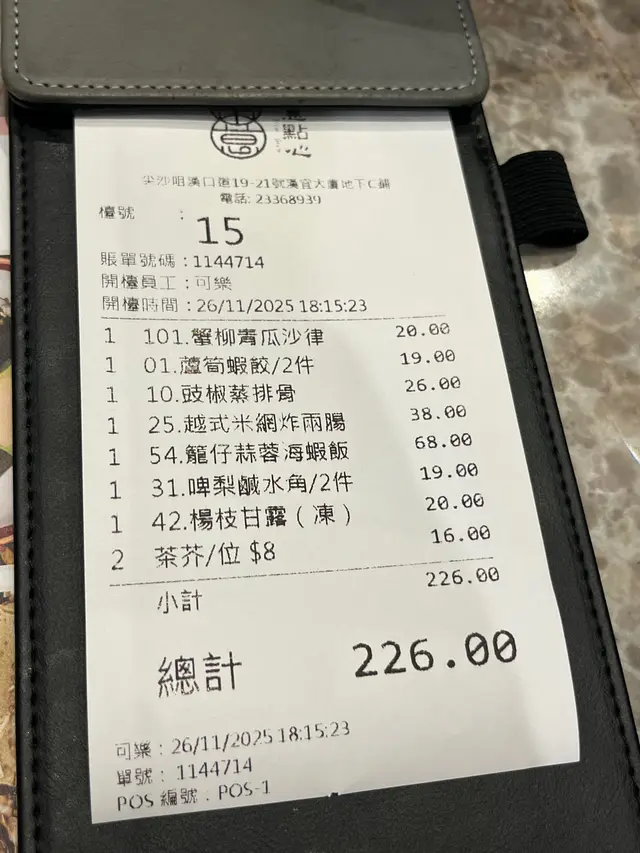 點心
尖沙咀漢口道19-21號漢宜大廈地下C舖
電話: 23368939
檯號 : 15
賬單號碼：1144714
開檯員工：可樂
開檯時間：26/11/2025 18:15:23
1 101.蟹柳青瓜沙律 20.00
1 01.蘆筍蝦餃/2件 19.00
1 10.豉椒蒸排骨 26.00
1 25.越式米網炸兩腸 38.00
1 54.籠仔蒜蓉海蝦飯 68.00
1 31.啤梨鹹水角/2件 19.00
1 42.楊枝甘露（凍） 20.00
2 茶芥/位 $8 16.00
小計 226.00
總計 226.00
可樂：26/11/2025 18:15:23
單號：1144714
POS 編號：POS-1